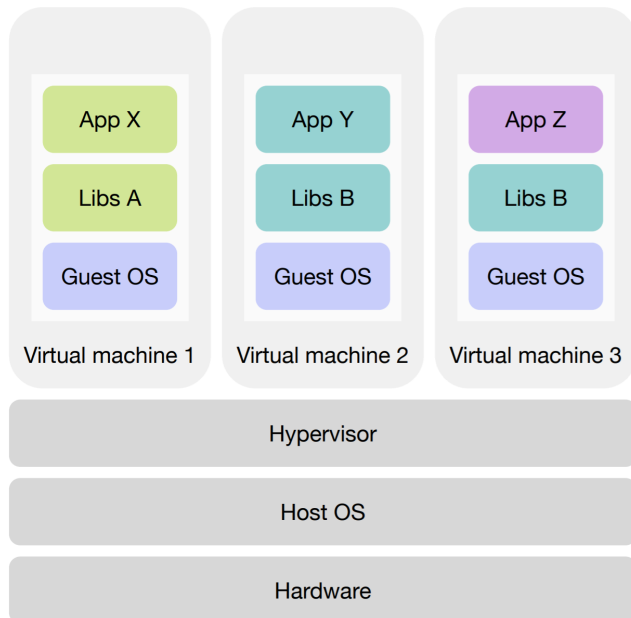 App X
Libs A
Guest OS
Virtual machine 1
App Y
Libs B
Guest OS
Virtual machine 2
App Z
Libs B
Guest OS
Virtual machine 3
Hypervisor
Host OS
Hardware